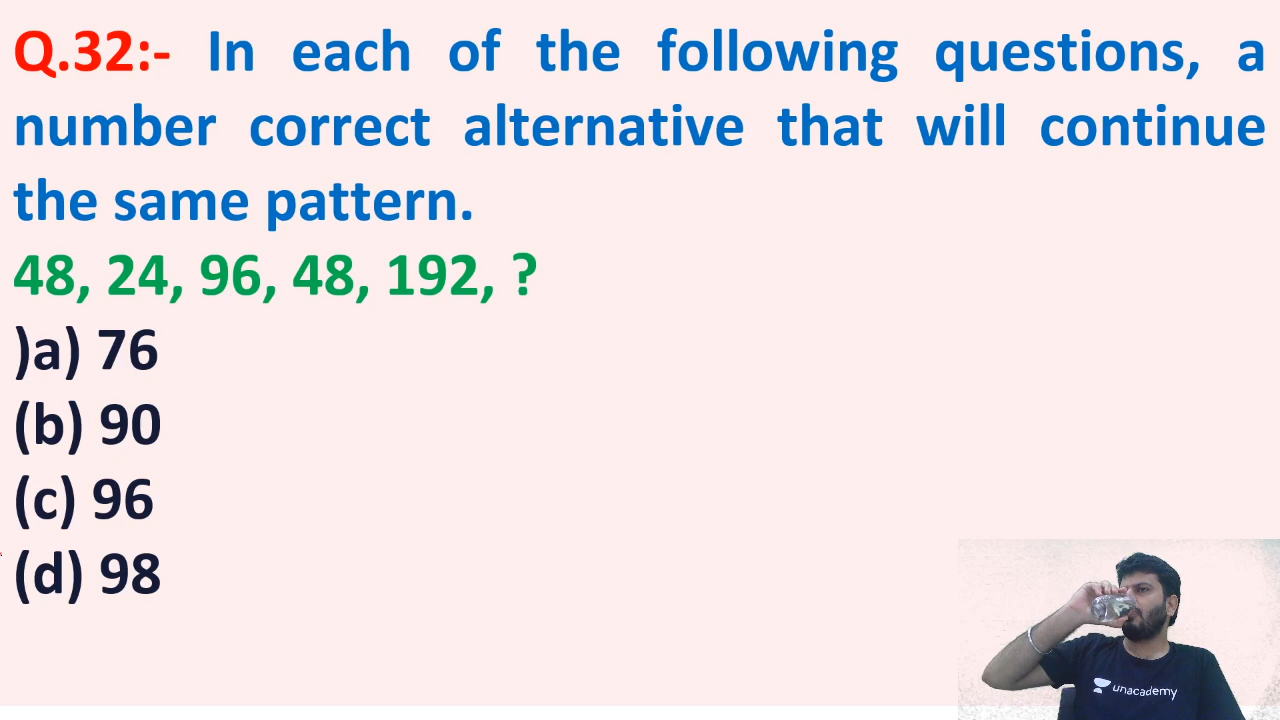 Q.32:- In each of the following questions, a
number correct alternative that will continue
the same pattern.
48, 24, 96, 48, 192, ?
)a) 76
(b) 90
(c) 96
(d) 98
unacademy